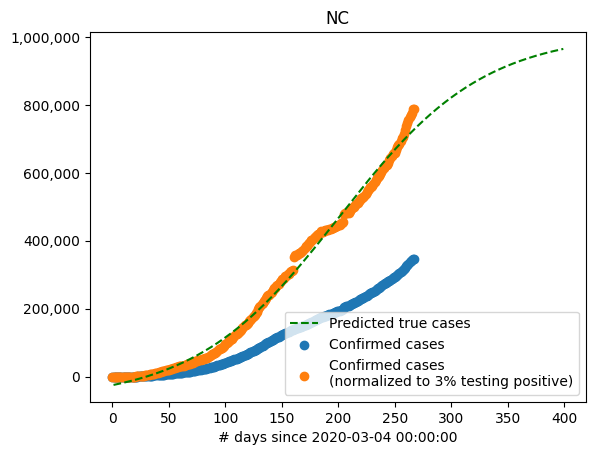 NC
1,000,000
800,000
600,000
400,000
200,000
0
0 50 100 150 200 250 300 350 400
# days since 2020-03-04 00:00:00
Predicted true cases
Confirmed cases
Confirmed cases
(normalized to 3% testing positive)